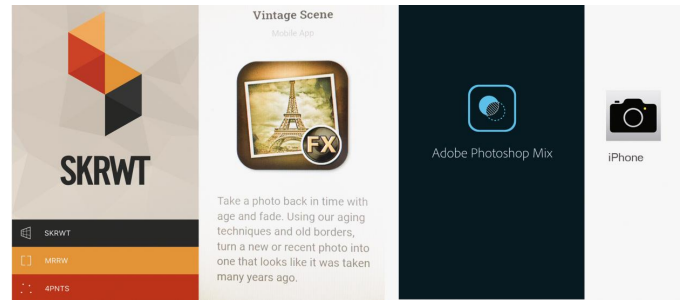 SKRWT
SKRWT
MRRW
4PNTS
Vintage Scene
Mobile App
FX
Take a photo back in time with
age and fade. Using our aging
techniques and old borders,
turn a new or recent photo into
one that looks like it was taken
many years ago.
Adobe Photoshop Mix
iPhone